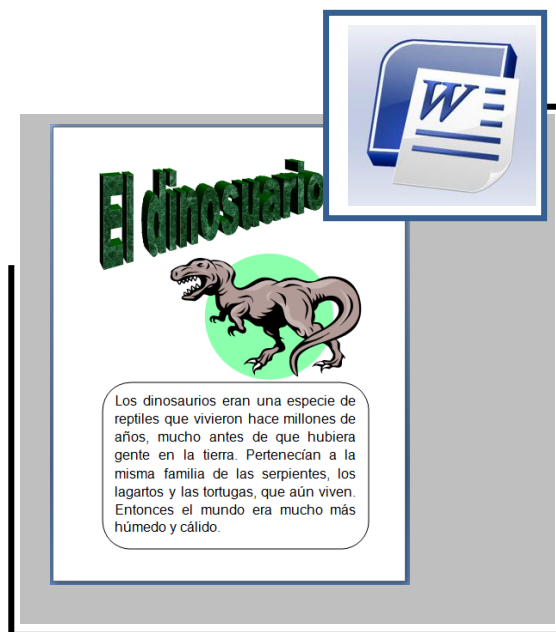 W
El dinosuario
Los dinosaurios eran una especie de
reptiles que vivieron hace millones de
años, mucho antes de que hubiera
gente en la tierra. Pertenecían a la
misma familia de las serpientes, los
lagartos y las tortugas, que aún viven.
Entonces el mundo era mucho más
húmedo y cálido.